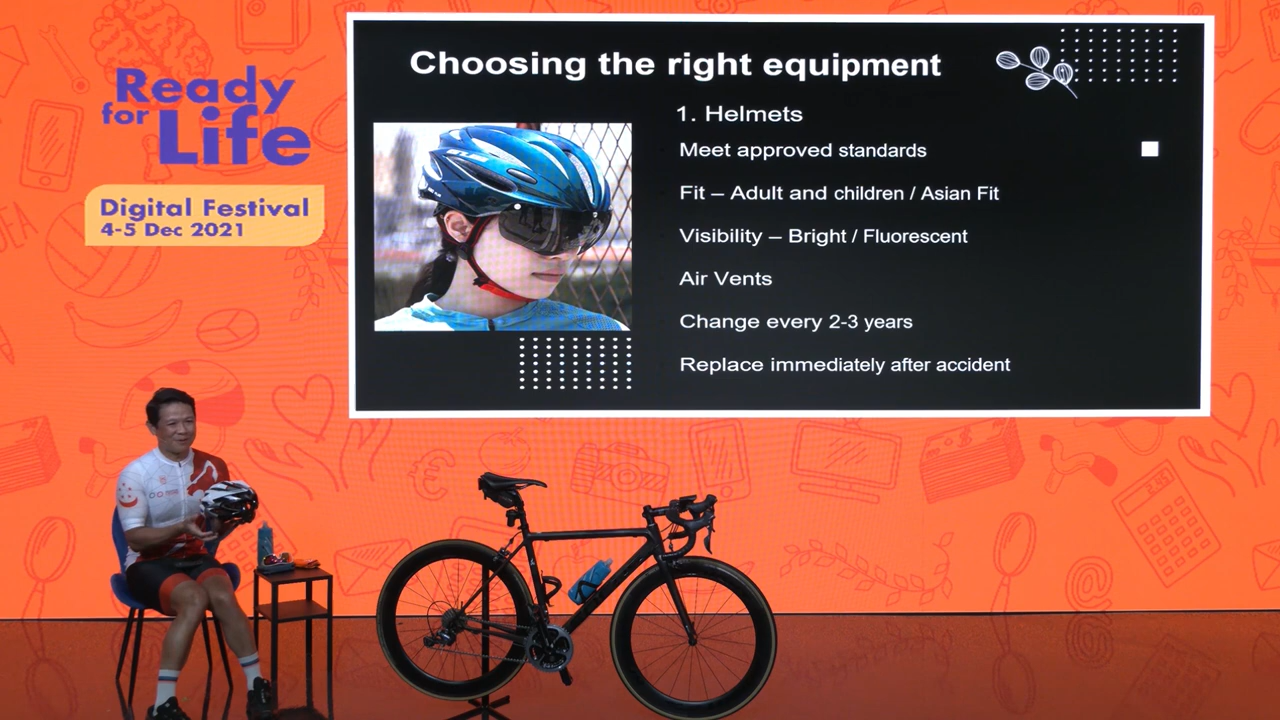 Ready
for Life
Digital Festival
4-5 Dec 2021
Choosing the right equipment
1. Helmets
Meet approved standards
Fit – Adult and children / Asian Fit
Visibility – Bright / Fluorescent
Air Vents
Change every 2-3 years
Replace immediately after accident